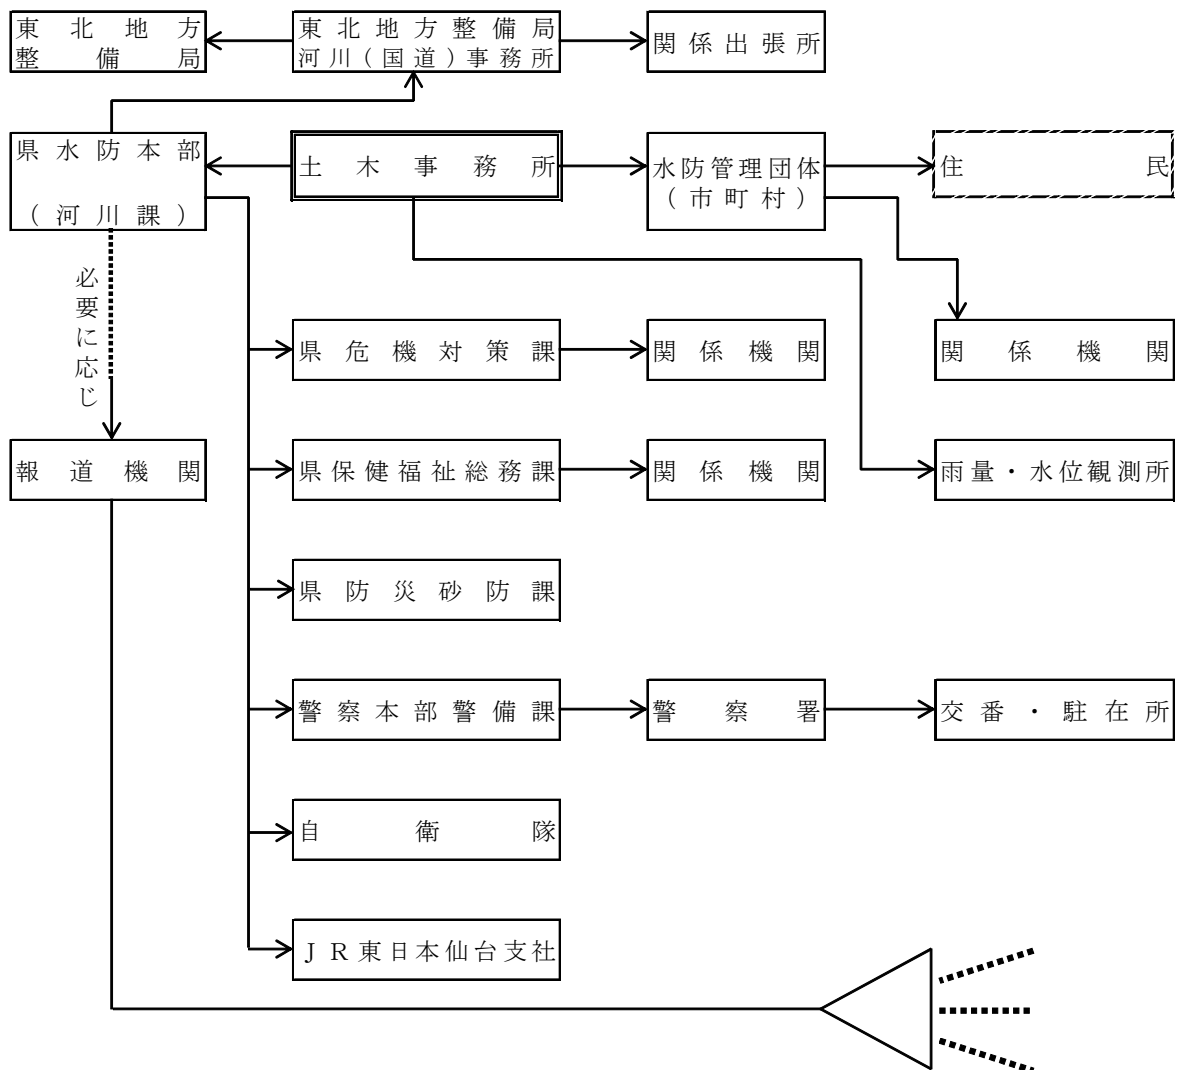 東北地方
整備局
東北地方整備局
河川(国道)事務所
関係出張所
県水防本部
(河川課)
土木事務所
水防管理団体
(市町村)
住民
必要に応じ
県危機対策課
関係機関
関係機関
報道機関
県保健福祉総務課
関係機関
雨量・水位観測所
県防災砂防課
警察本部警備課
警察署
交番・駐在所
自衛隊
JR東日本仙台支社